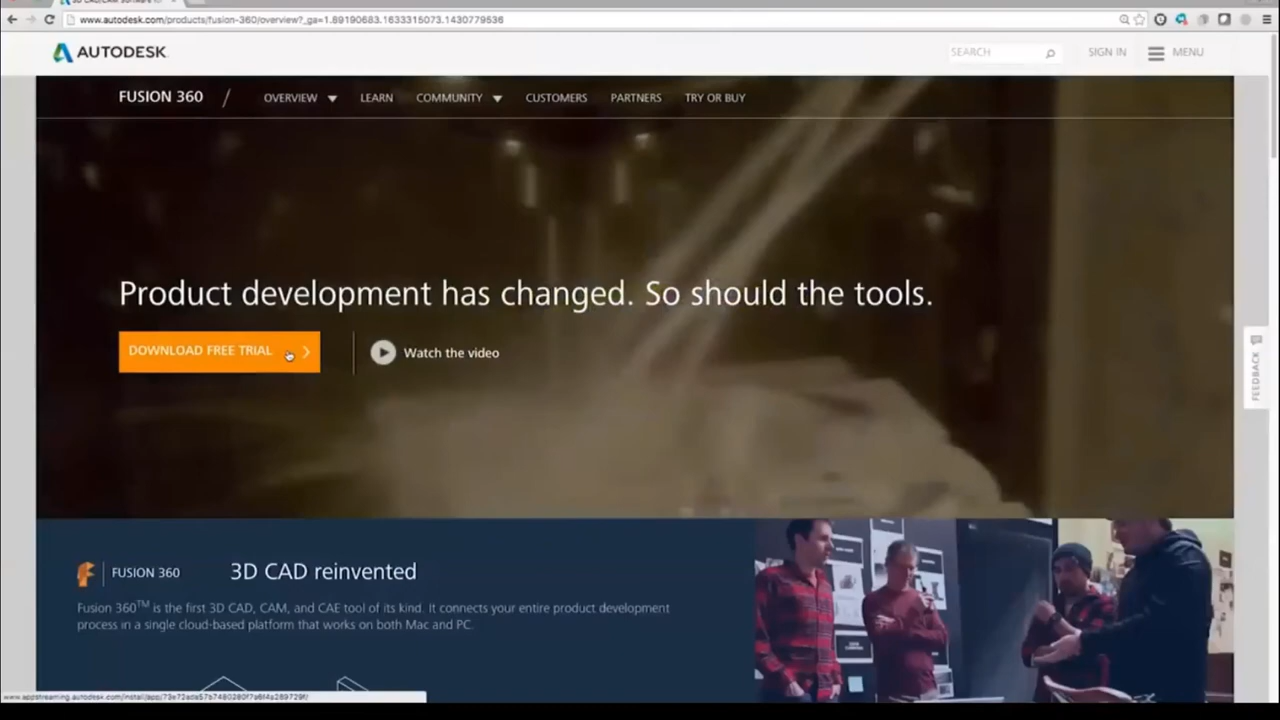 www.autodesk.com/products/fusion-360/overview?_ga=1.89190683.1633316073.1430779536
AUTODESK
SEARCH
SIGN IN
MENU
FUSION 360 / OVERVIEW LEARN COMMUNITY CUSTOMERS PARTNERS TRY OR BUY
Product development has changed. So should the tools.
DOWNLOAD FREE TRIAL
Watch the video
FEEDBACK
FUSION 360
3D CAD reinvented
Fusion 360TM is the first 3D CAD, CAM, and CAE tool of its kind. It connects your entire product development
process in a single cloud-based platform that works on both Mac and PC.